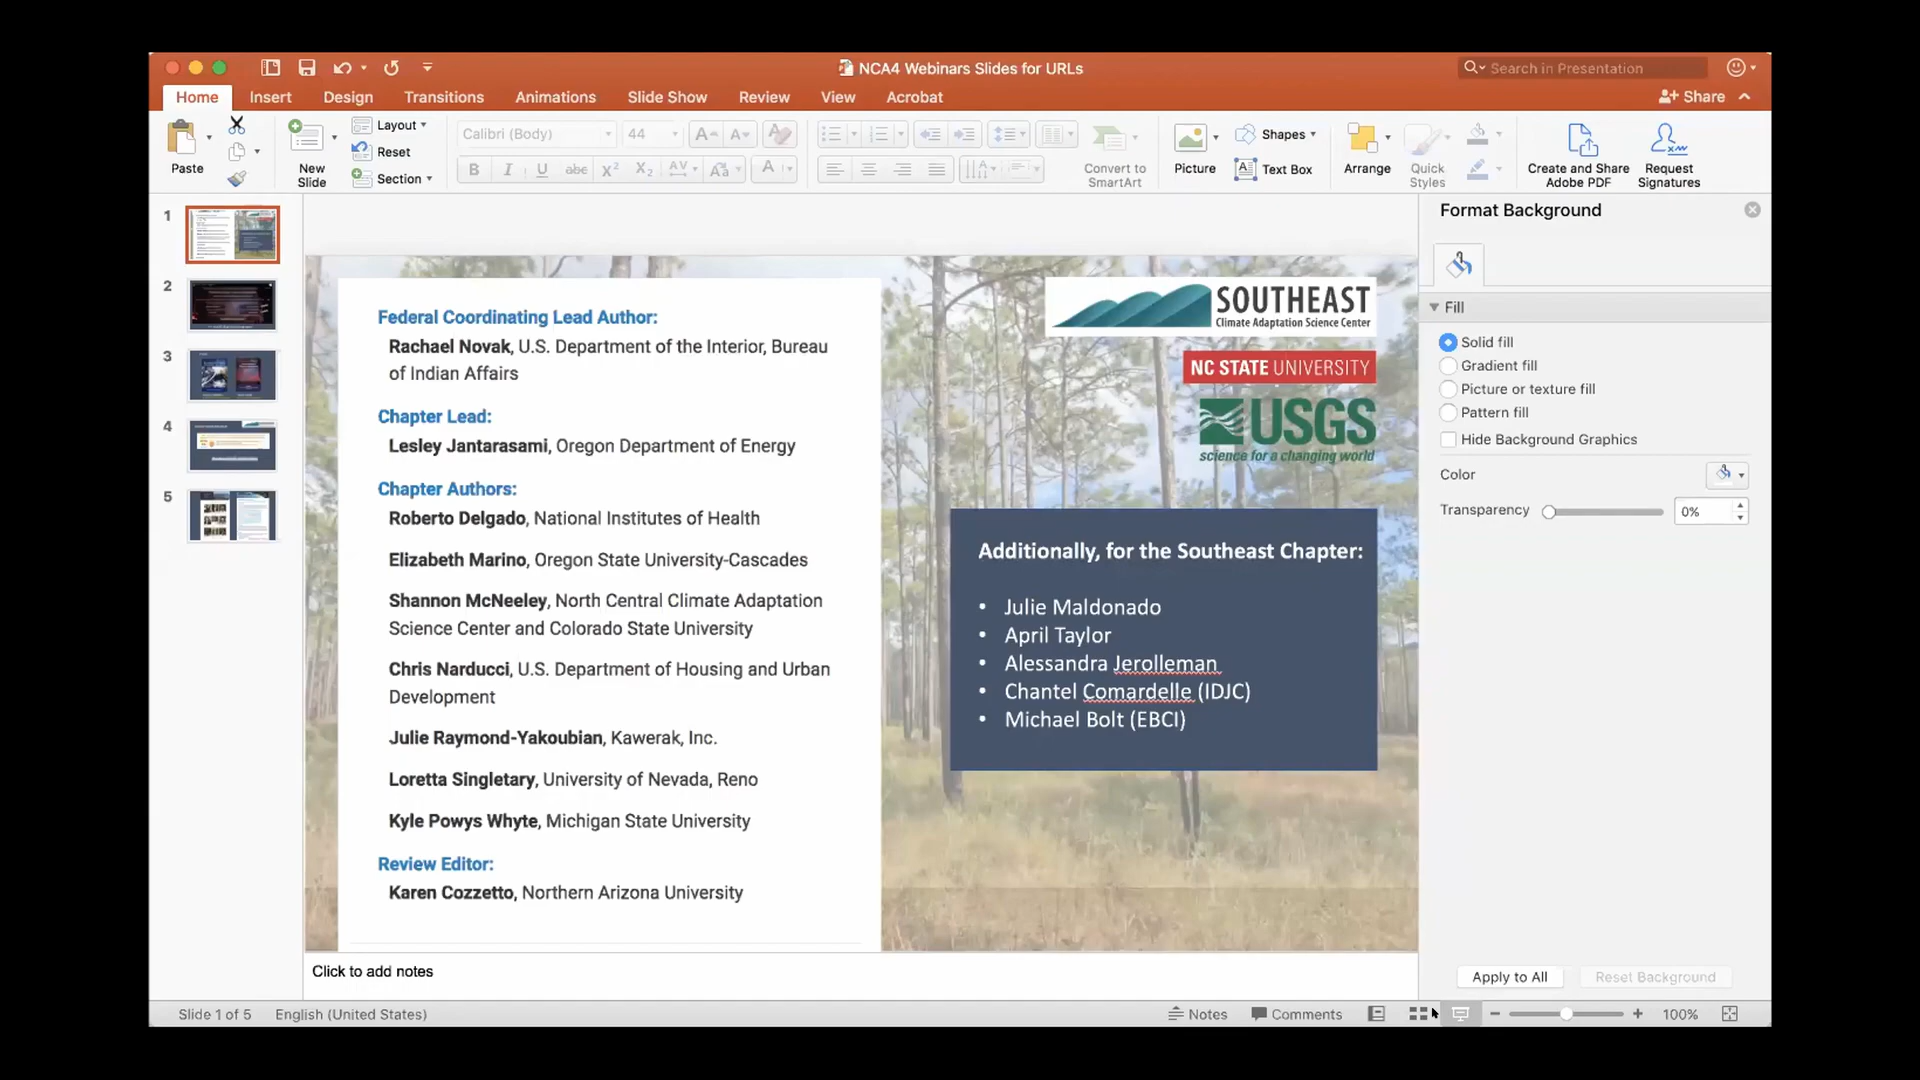 NCA4 Webinars Slides for URLs
Search in Presentation
Home Insert Design Transitions Animations Slide Show Review View Acrobat
Share
Paste
New Slide
Layout
Reset
Section
Calibri (Body) 44
B I U abc X² X₂ AV Aa A
Convert to SmartArt
Picture
Shapes
Text Box
Arrange
Quick Styles
Create and Share Adobe PDF
Request Signatures
1
2
3
4
5
Federal Coordinating Lead Author:
Rachael Novak, U.S. Department of the Interior, Bureau
of Indian Affairs
Chapter Lead:
Lesley Jantarasami, Oregon Department of Energy
Chapter Authors:
Roberto Delgado, National Institutes of Health
Elizabeth Marino, Oregon State University-Cascades
Shannon McNeeley, North Central Climate Adaptation
Science Center and Colorado State University
Chris Narducci, U.S. Department of Housing and Urban
Development
Julie Raymond-Yakoubian, Kawerak, Inc.
Loretta Singletary, University of Nevada, Reno
Kyle Powys Whyte, Michigan State University
Review Editor:
Karen Cozzetto, Northern Arizona University
SOUTHEAST
Climate Adaptation Science Center
NC STATE UNIVERSITY
USGS
science for a changing world
Additionally, for the Southeast Chapter:
• Julie Maldonado
• April Taylor
• Alessandra Jerolleman
• Chantel Comardelle (IDJC)
• Michael Bolt (EBCI)
Format Background
Fill
Solid fill
Gradient fill
Picture or texture fill
Pattern fill
Hide Background Graphics
Color
Transparency 0%
Apply to All
Reset Background
Click to add notes
Slide 1 of 5 English (United States)
Notes Comments 100%